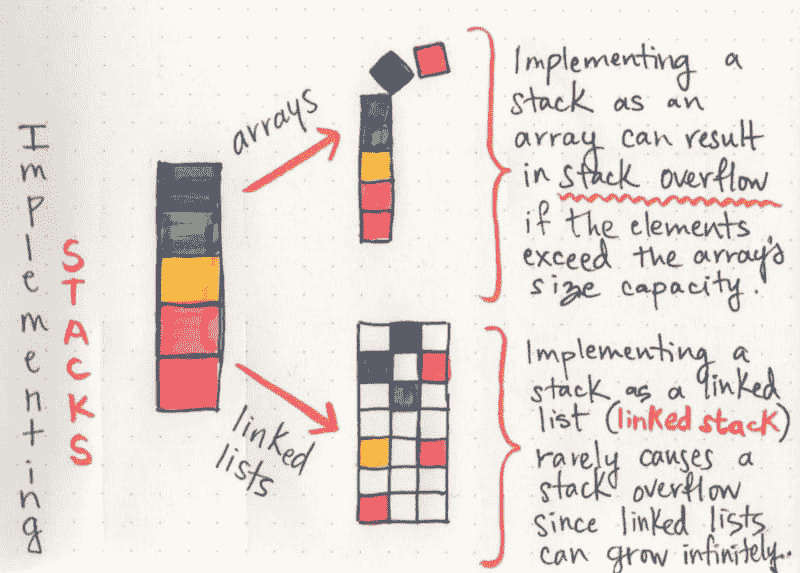 Implementing
STACKS
arrays
Implementing a
stack as an
array can result
in stack overflow
if the elements
exceed the array's
size capacity.
linked
lists
Implementing a
stack as a linked
list (linked stack)
rarely causes a
stack overflow
since linked lists
can grow infinitely.